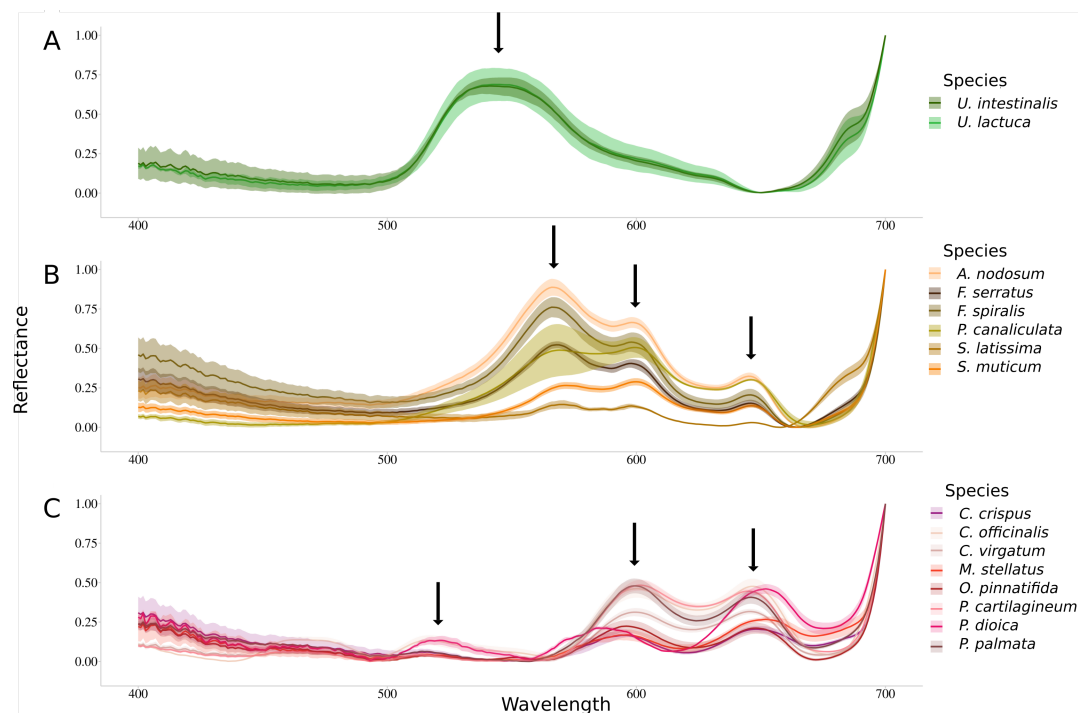 A
1.00
0.75
0.50
0.25
0.00
400 500 600 700
Species
U. intestinalis
U. lactuca
B
1.00
0.75
0.50
0.25
0.00
400 500 600 700
Species
A. nodosum
F. serratus
F. spiralis
P. canaliculata
S. latissima
S. muticum
Reflectance
C
1.00
0.75
0.50
0.25
0.00
400 500 600 700
Species
C. crispus
C. officinalis
C. virgatum
M. stellatus
O. pinnatifida
P. cartilagineum
P. dioica
P. palmata
Wavelength